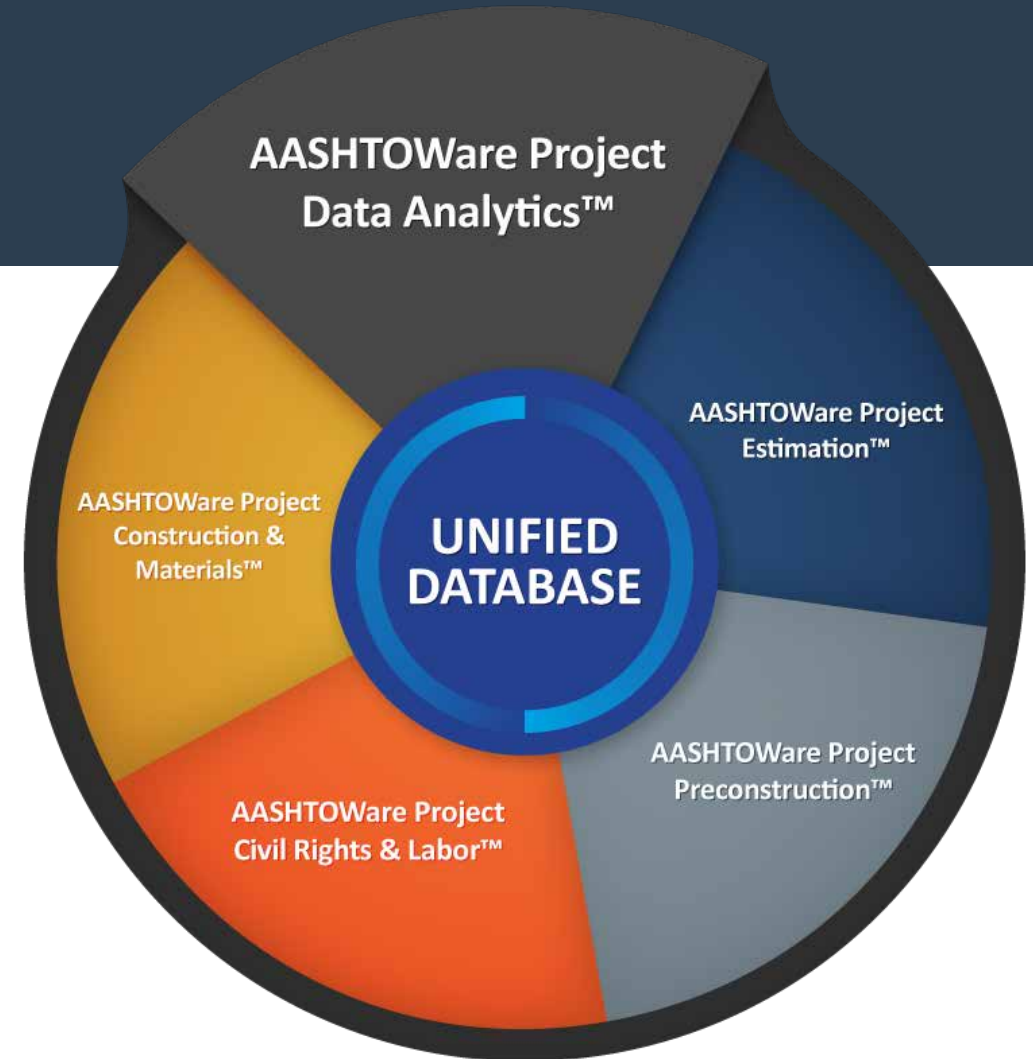 AASHTOWare Project
Data Analytics™
AASHTOWare Project
Estimation™
AASHTOWare Project
Construction &
Materials™
UNIFIED
DATABASE
AASHTOWare Project
Preconstruction™
AASHTOWare Project
Civil Rights & Labor™